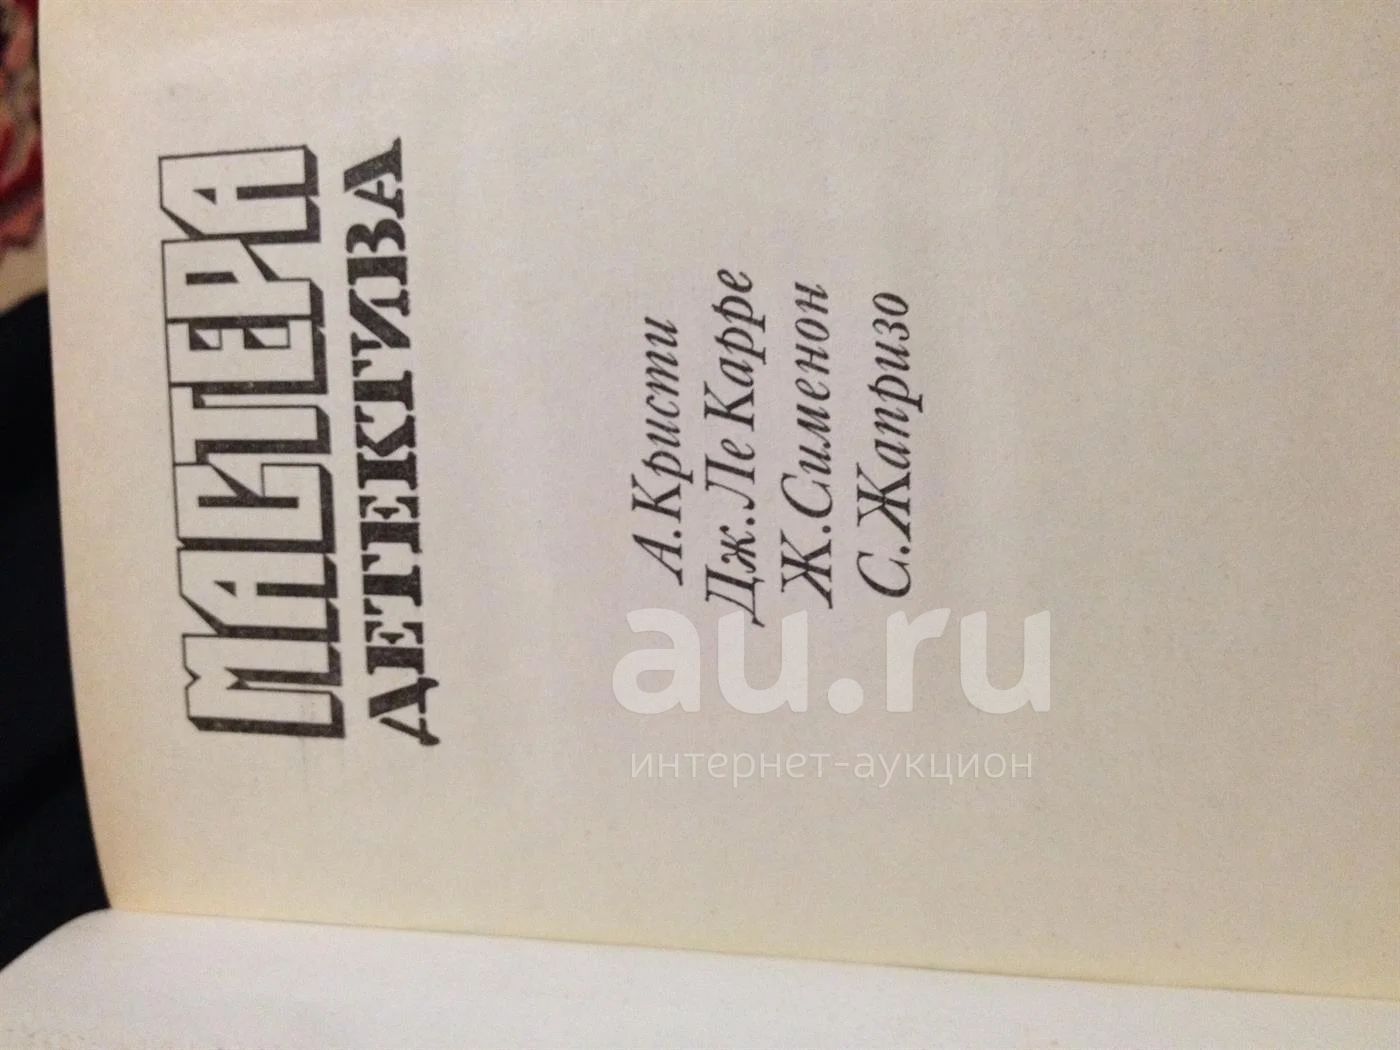 МАСТЕРА
ДЕТЕКТИВА
А.Кристи
Дж.Ле Карре
Ж.Сименон
С.Жапризо
au.ru
интернет-аукцион